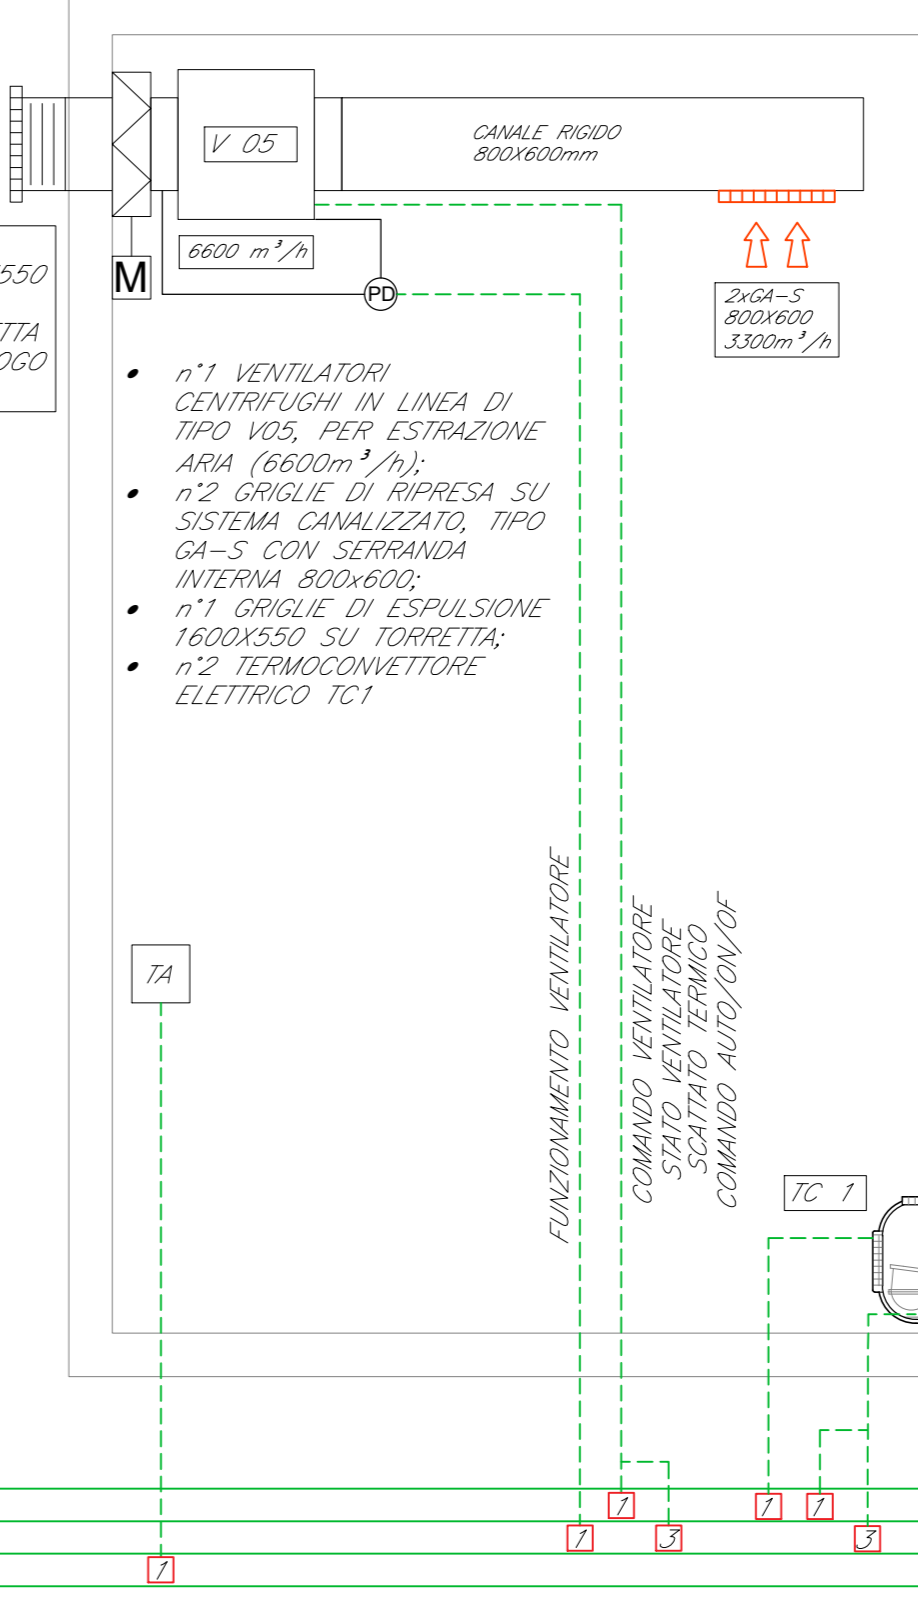 V 05
CANALE RIGIDO
800X600mm
6600 m³/h
M
PD
550
TTA
OGO
2xGA-S
800X600
3300m³/h
• n°1 VENTILATORI
CENTRIFUGHI IN LINEA DI
TIPO V05, PER ESTRAZIONE
ARIA (6600m³/h);
• n°2 GRIGLIE DI RIPRESA SU
SISTEMA CANALIZZATO, TIPO
GA-S CON SERRANDA
INTERNA 800x600;
• n°1 GRIGLIE DI ESPULSIONE
1600X550 SU TORRETTA;
• n°2 TERMOCONVETTORE
ELETTRICO TC1
FUNZIONAMENTO VENTILATORE
COMANDO VENTILATORE
STATO VENTILATORE
SCATTATO TERMICO
COMANDO AUTO/ON/OF
TA
TC 1
1
1
1
1
3
3
1